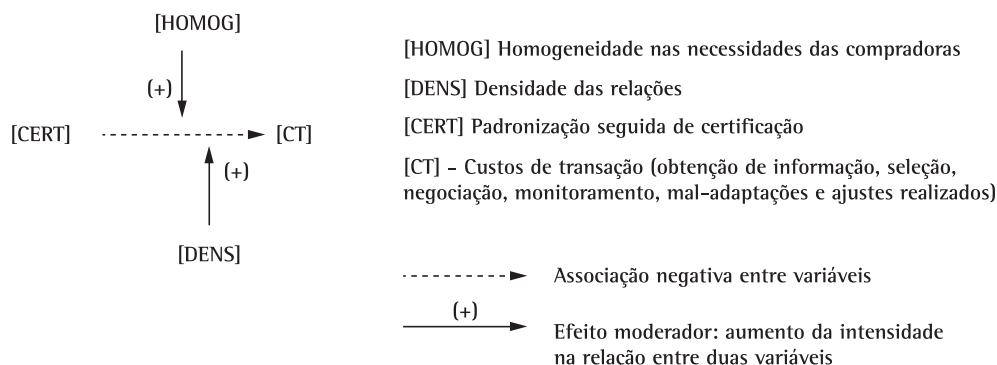 [HOMOG]
(+)
[CERT]
[CT]
(+)
[DENS]
[HOMOG] Homogeneidade nas necessidades das compradoras
[DENS] Densidade das relações
[CERT] Padronização seguida de certificação
[CT] – Custos de transação (obtenção de informação, seleção,
negociação, monitoramento, mal-adaptações e ajustes realizados)
Associação negativa entre variáveis
(+)
Efeito moderador: aumento da intensidade
na relação entre duas variáveis